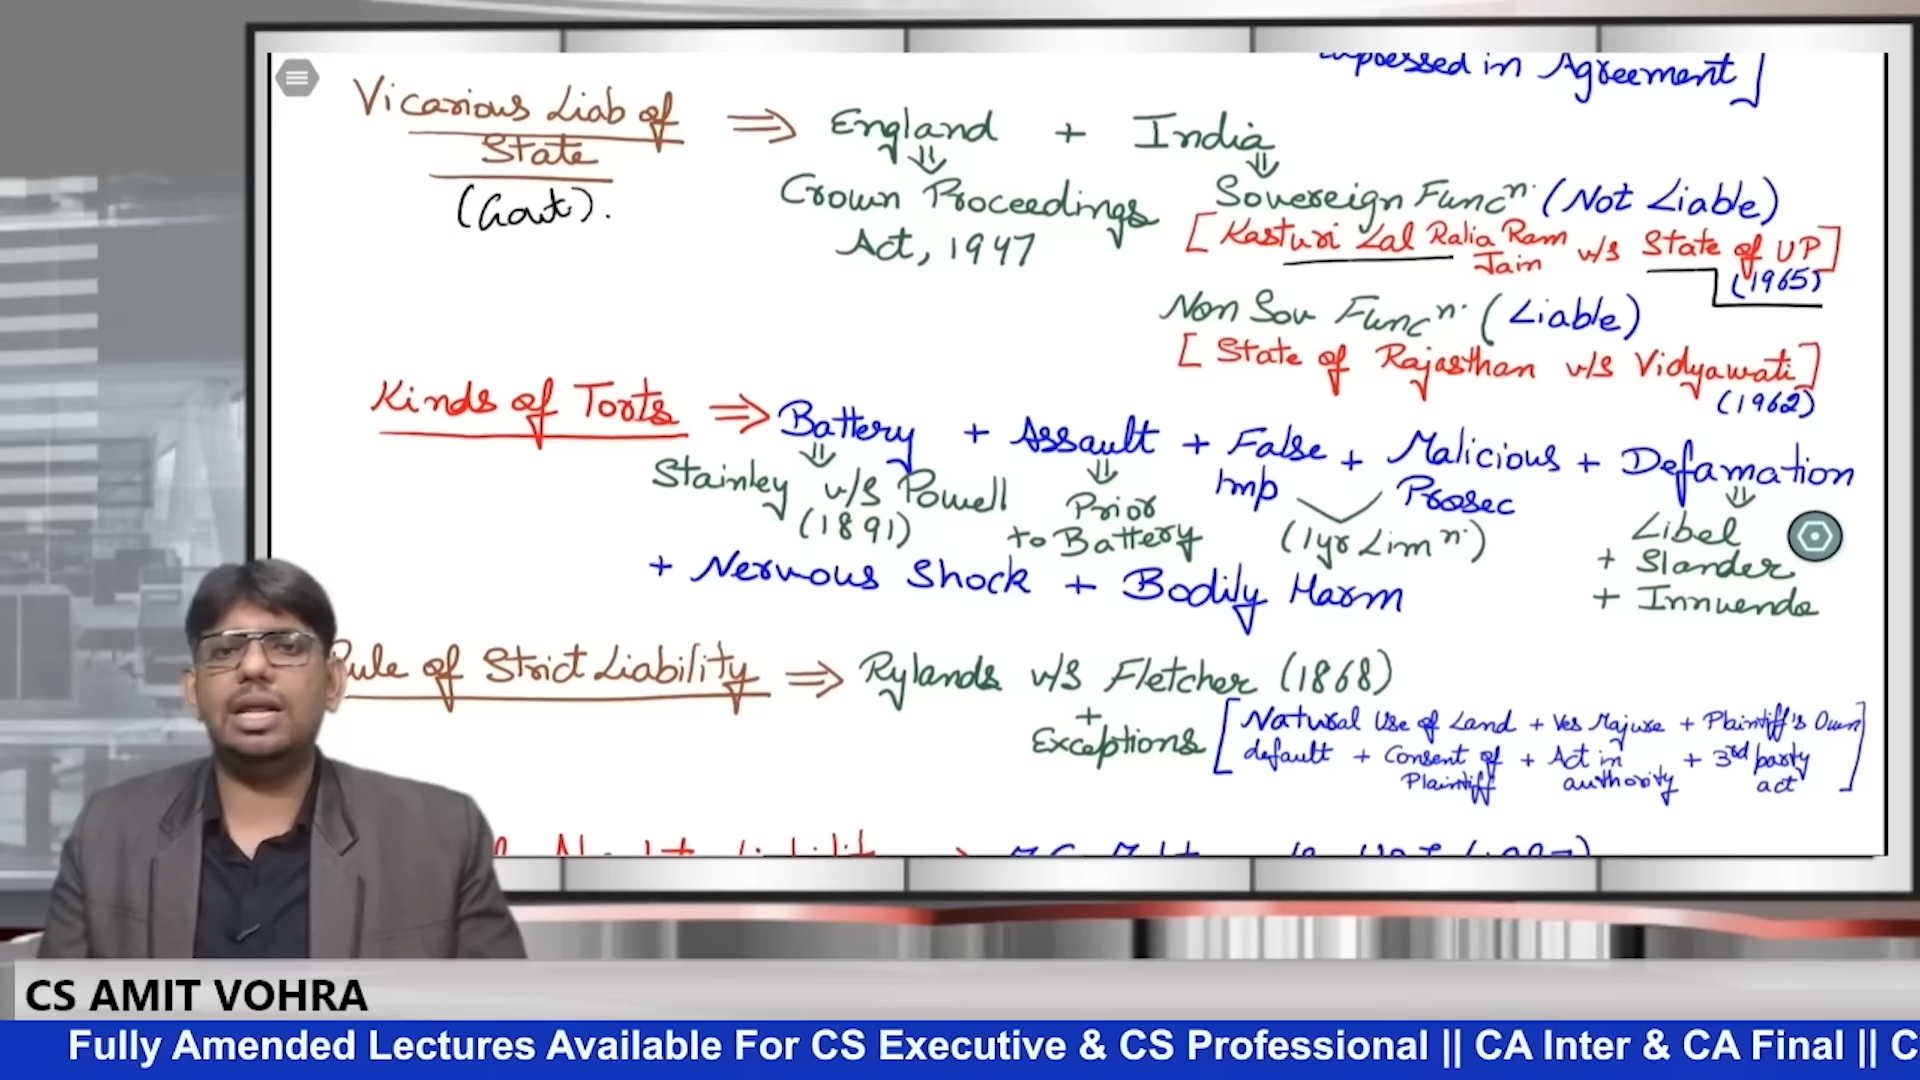 expressed in Agreement]
Vicarious Liab of State (Govt). ⇒ England + India
Crown Proceedings Act, 1947
Sovereign Funcⁿ. (Not Liable)
[Kasturi Lal Ralia Ram Jain v/s State of UP]
(1965)
Non Sov Funcⁿ. (Liable)
[State of Rajasthan v/s Vidyawati]
(1962)
Kinds of Torts ⇒ Battery + Assault + False Imp + Malicious Prosec + Defamation
Stainley v/s Powell
(1891)
Prior
to Battery
(1yr Limⁿ.)
Libel
+ Slander
+ Innuendo
+ Nervous Shock + Bodily Harm
Rule of Strict Liability ⇒ Rylands v/s Fletcher (1868)
+
Exceptions
[Natural Use of Land + Ves Majure + Plaintiff's Own
default + Consent of Plaintiff + Act in authority + 3rd party act]
CS AMIT VOHRA
Fully Amended Lectures Available For CS Executive & CS Professional || CA Inter & CA Final || C